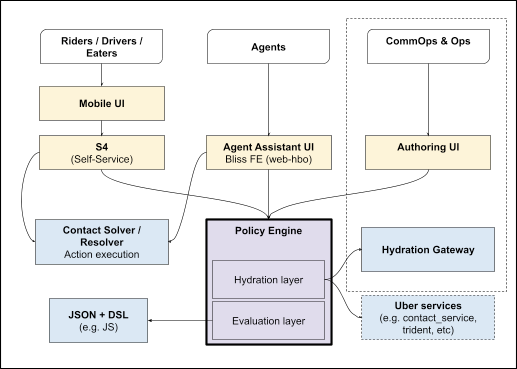 Riders / Drivers /
Eaters
Agents
CommOps & Ops
Mobile UI
S4
(Self-Service)
Agent Assistant UI
Bliss FE (web-hbo)
Authoring UI
Contact Solver /
Resolver
Action execution
Policy Engine
Hydration Gateway
Hydration layer
JSON + DSL
(e.g. JS)
Evaluation layer
Uber services
(e.g. contact_service,
trident, etc)